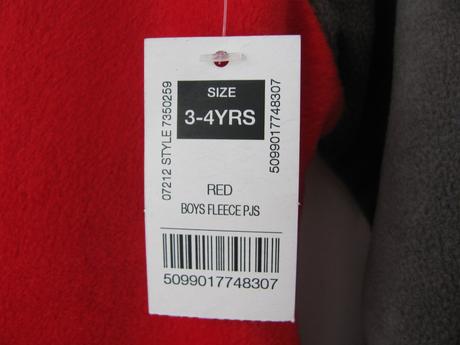 SIZE
3-4YRS
07212 STYLE 7350259
5099017748307
RED
BOYS FLEECE PJS
5099017748307